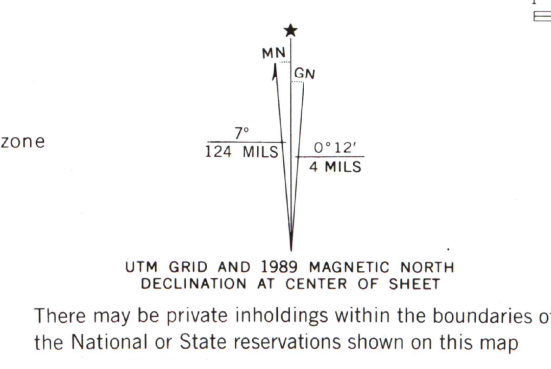 MN
GN
zone
7°
124 MILS
0°12'
4 MILS
UTM GRID AND 1989 MAGNETIC NORTH
DECLINATION AT CENTER OF SHEET
There may be private inholdings within the boundaries of
the National or State reservations shown on this map